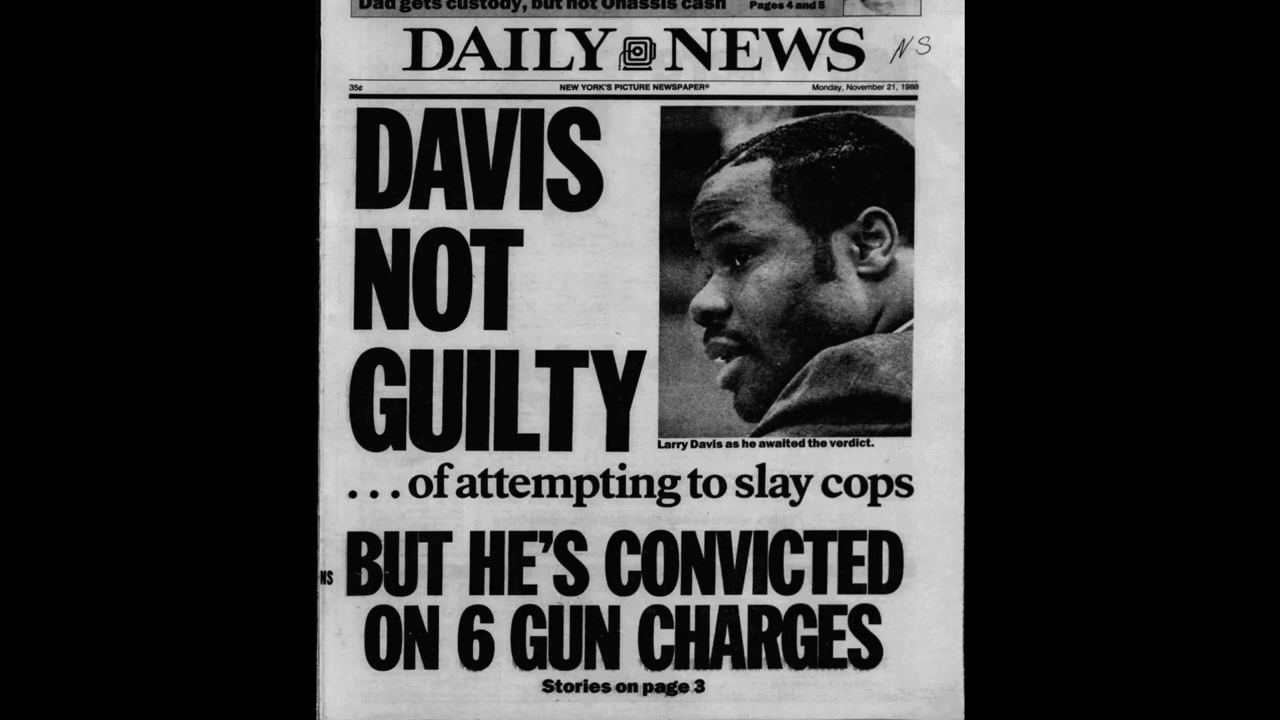 Dad gets custody, but not Onassis cash Pages 4 and 5
DAILY NEWS
NS
35¢ NEW YORK'S PICTURE NEWSPAPER® Monday, November 21, 1988
DAVIS
NOT
GUILTY
Larry Davis as he awaited the verdict.
...of attempting to slay cops
NS
BUT HE'S CONVICTED
ON 6 GUN CHARGES
Stories on page 3